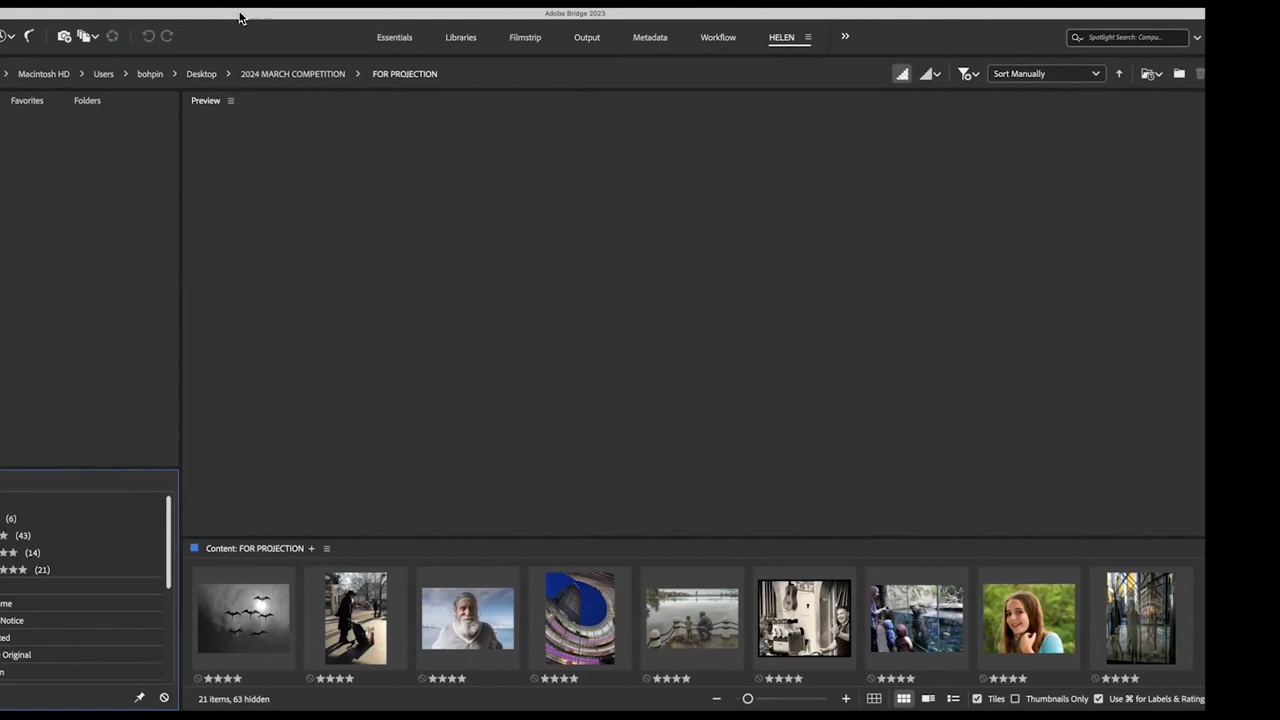 Adobe Bridge 2023
Essentials Libraries Filmstrip Output Metadata Workflow HELEN Spotlight Search: Compu...
Macintosh HD Users bohpin Desktop 2024 MARCH COMPETITION FOR PROJECTION Sort Manually
Favorites Folders Preview
(6)
(43)
(14)
(21)
Content: FOR PROJECTION
me
Notice
ted
Original
n
21 items, 63 hidden Tiles Thumbnails Only Use ⌘ for Labels & Rating